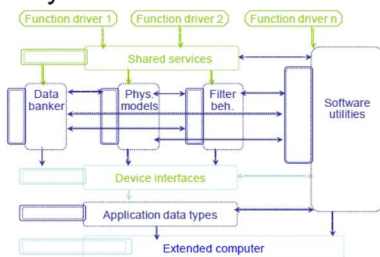 Function driver 1 Function driver 2 Function driver n
Shared services
Data banker
Phys. models
Filter beh.
Software utilities
Device interfaces
Application data types
Extended computer